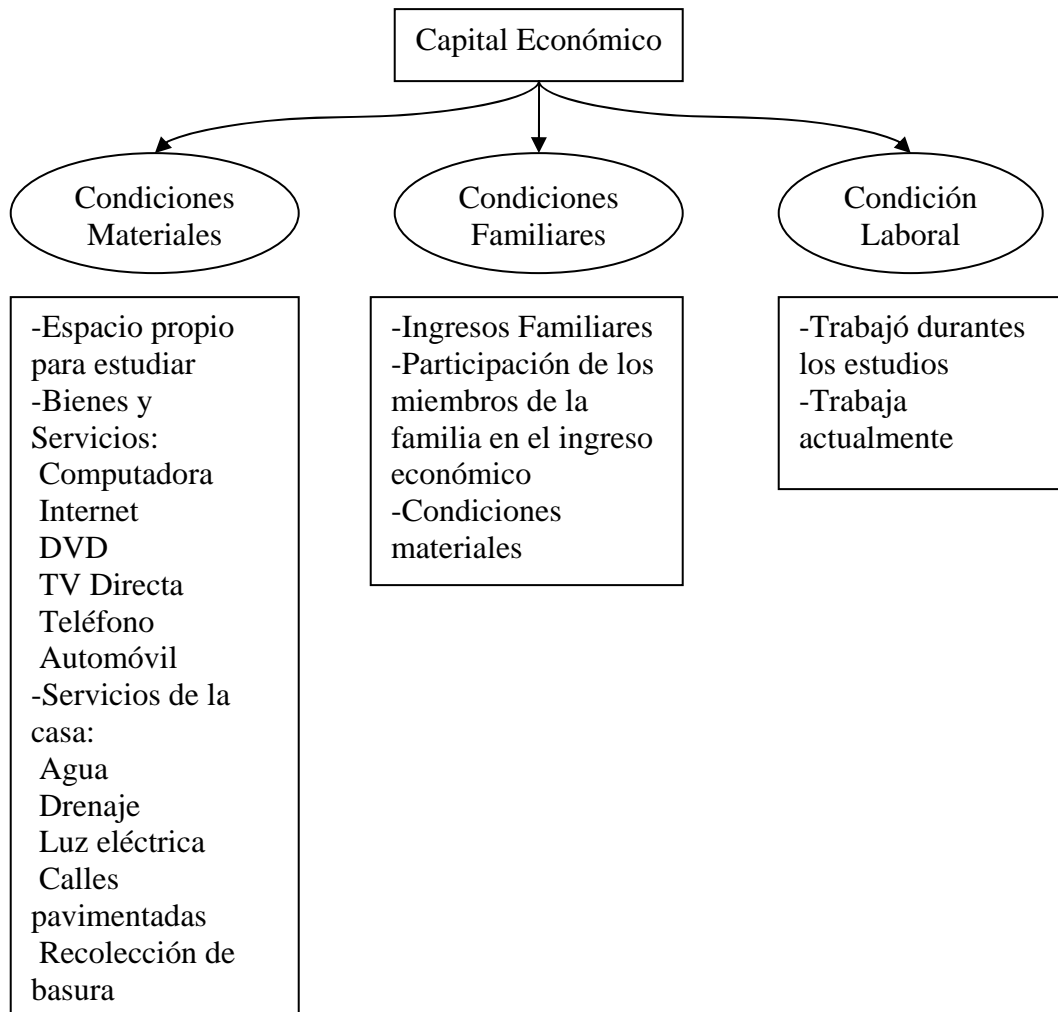 Capital Económico
Condiciones
Materiales
Condiciones
Familiares
Condición
Laboral
-Espacio propio
para estudiar
-Bienes y
Servicios:
Computadora
Internet
DVD
TV Directa
Teléfono
Automóvil
-Servicios de la
casa:
Agua
Drenaje
Luz eléctrica
Calles
pavimentadas
Recolección de
basura
-Ingresos Familiares
-Participación de los
miembros de la
familia en el ingreso
económico
-Condiciones
materiales
-Trabajó durantes
los estudios
-Trabaja
actualmente